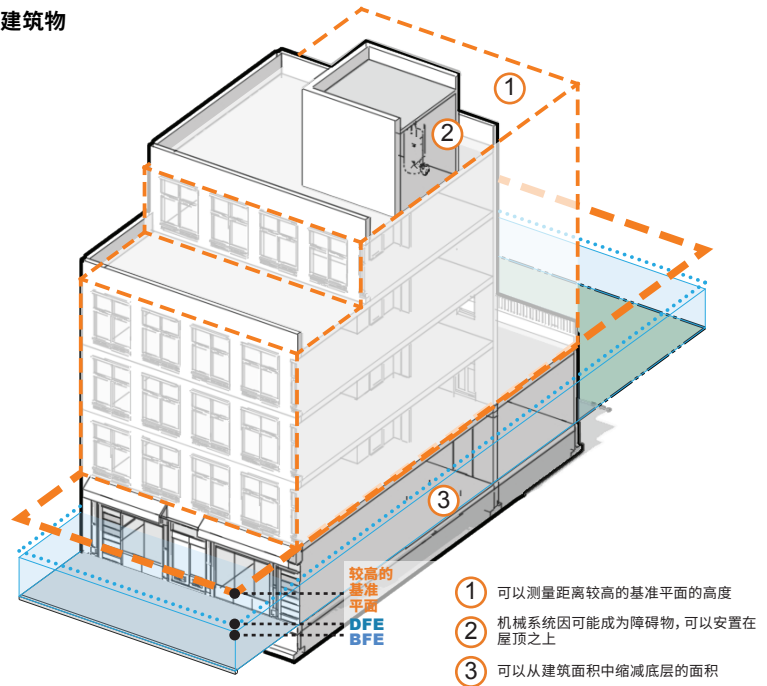 建筑物
1
2
3
较高的
基准
平面
DFE
BFE
1 可以测量距离较高的基准平面的高度
2 机械系统因可能成为障碍物，可以安置在
屋顶之上
3 可以从建筑面积中缩减底层的面积